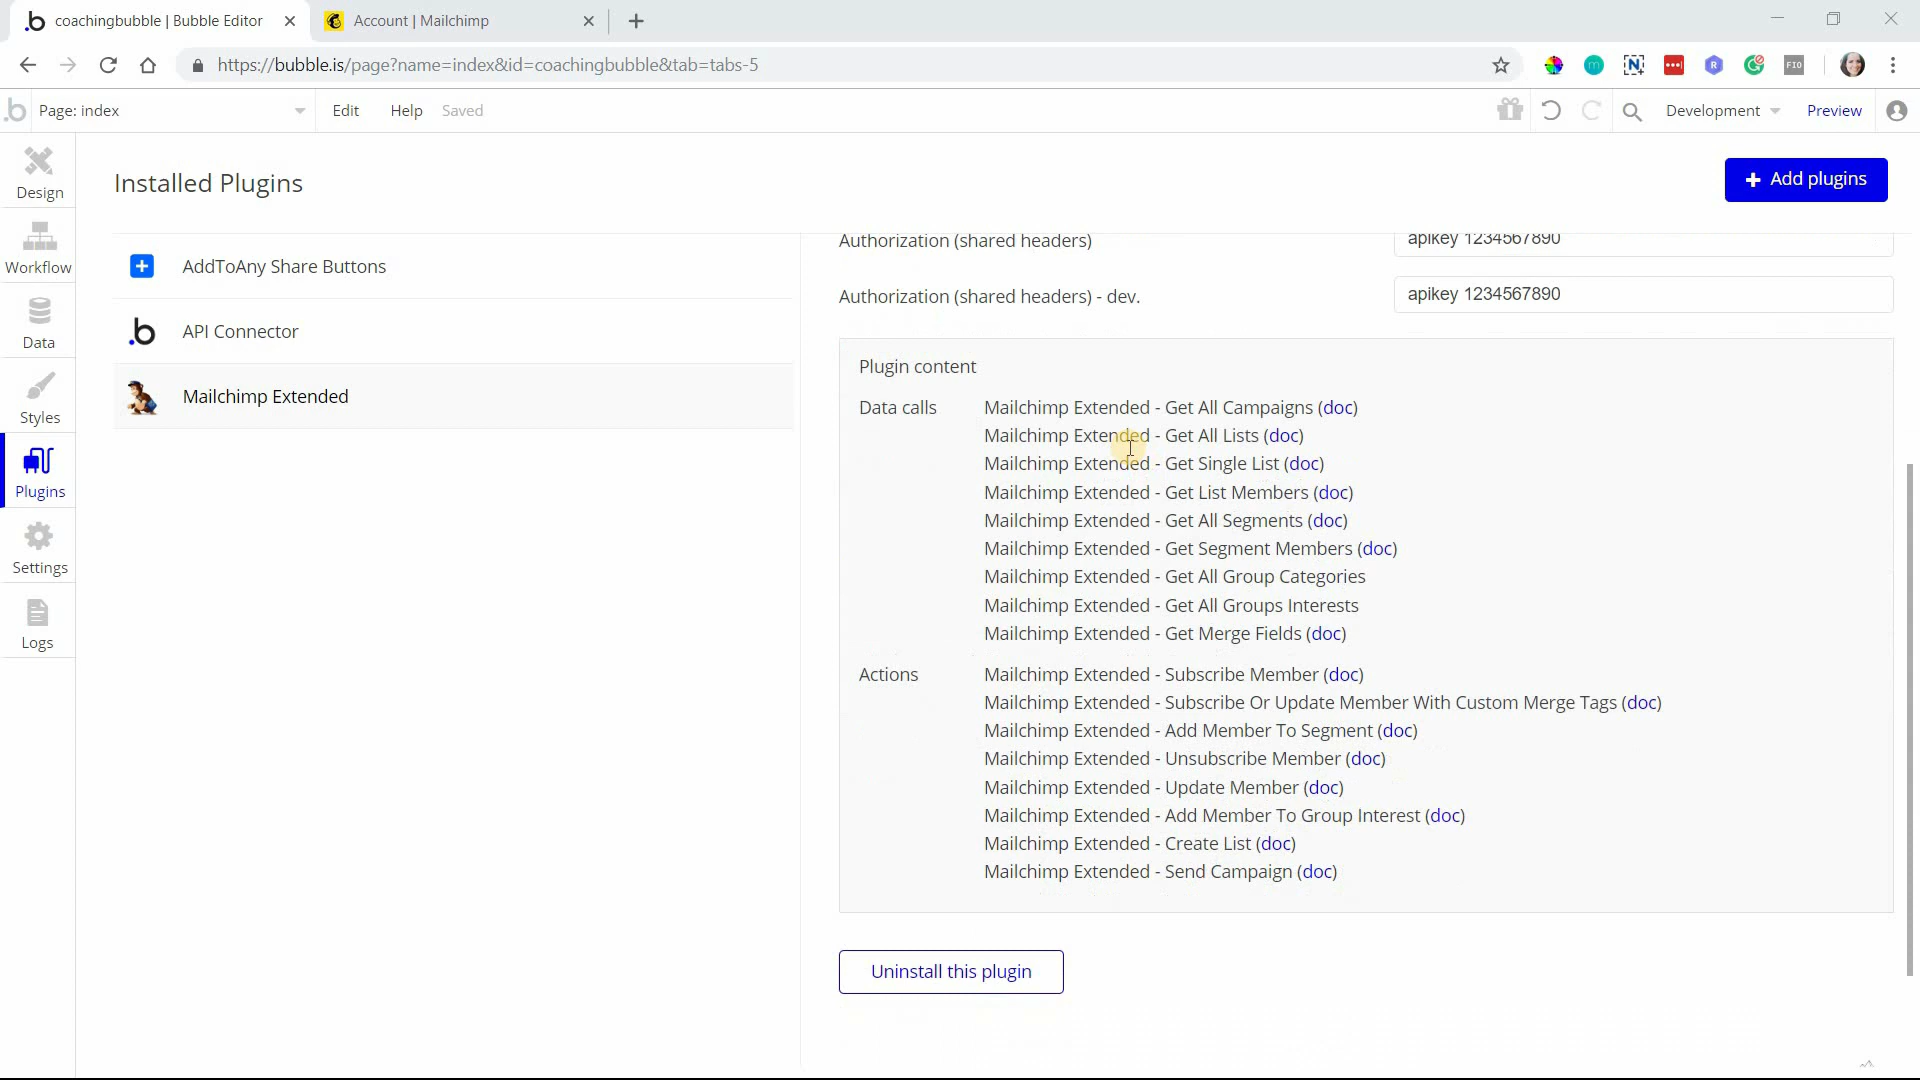 coachingbubble | Bubble Editor
Account | Mailchimp
https://bubble.is/page?name=index&id=coachingbubble&tab=tabs-5
Page: index
Edit
Help
Saved
Development
Preview
Design
Workflow
Data
Styles
Plugins
Settings
Logs
Installed Plugins
Add plugins
AddToAny Share Buttons
API Connector
Mailchimp Extended
Authorization (shared headers)
apikey 1234567890
Authorization (shared headers) - dev.
apikey 1234567890
Plugin content
Data calls
Mailchimp Extended - Get All Campaigns (doc)
Mailchimp Extended - Get All Lists (doc)
Mailchimp Extended - Get Single List (doc)
Mailchimp Extended - Get List Members (doc)
Mailchimp Extended - Get All Segments (doc)
Mailchimp Extended - Get Segment Members (doc)
Mailchimp Extended - Get All Group Categories
Mailchimp Extended - Get All Groups Interests
Mailchimp Extended - Get Merge Fields (doc)
Actions
Mailchimp Extended - Subscribe Member (doc)
Mailchimp Extended - Subscribe Or Update Member With Custom Merge Tags (doc)
Mailchimp Extended - Add Member To Segment (doc)
Mailchimp Extended - Unsubscribe Member (doc)
Mailchimp Extended - Update Member (doc)
Mailchimp Extended - Add Member To Group Interest (doc)
Mailchimp Extended - Create List (doc)
Mailchimp Extended - Send Campaign (doc)
Uninstall this plugin